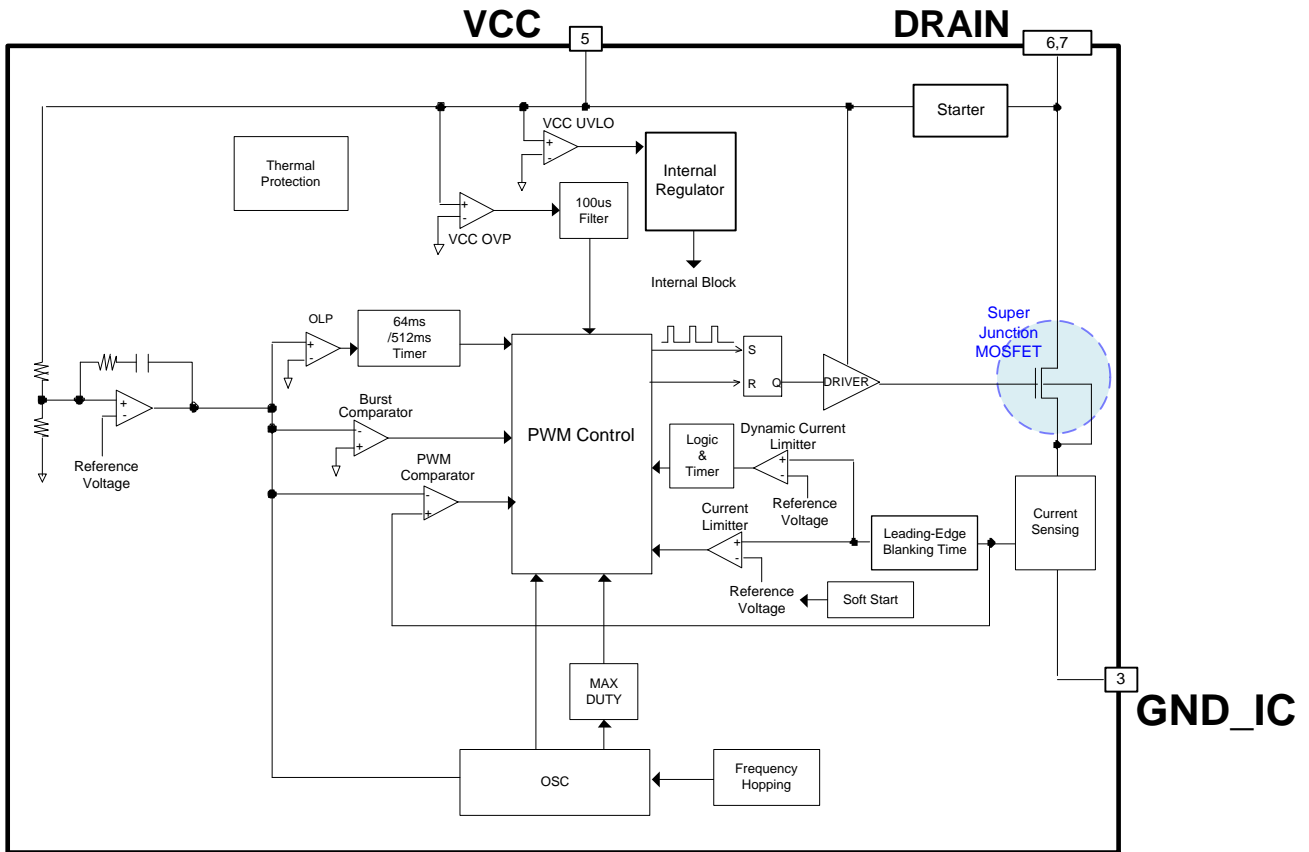 VCC
DRAIN
5
6,7
Starter
VCC UVLO
+
-
Thermal
Protection
Internal
Regulator
100us
Filter
+
-
VCC OVP
Internal Block
OLP
+
-
64ms
/512ms
Timer
Super
Junction
MOSFET
S
R
Q
DRIVER
+
-
Reference
Voltage
Burst
Comparator
-
+
PWM Control
PWM
Comparator
-
+
Dynamic Current
Limitter
Logic
&
Timer
+
-
Reference
Voltage
Current
Limitter
+
-
Leading-Edge
Blanking Time
Current
Sensing
Reference
Voltage
Soft Start
MAX
DUTY
3
GND_IC
OSC
Frequency
Hopping